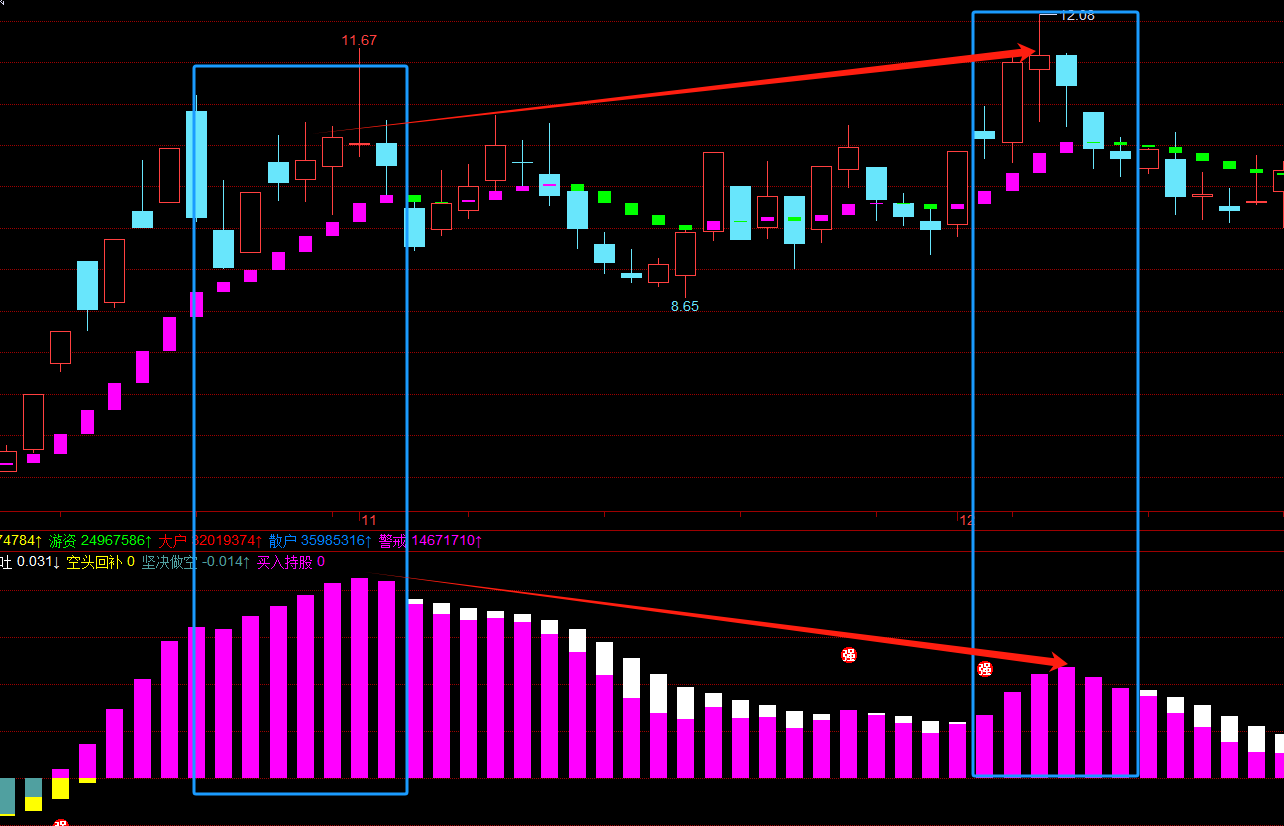 12.08
11.67
8.65
11
12
74784↑ 游资 24967586↑ 大户 32019374↑ 散户 35985316↑ 警戒 14671710↑
吐 0.031↓ 空头回补 0 坚决做空 -0.014↑ 买入持股 0
强
强
强